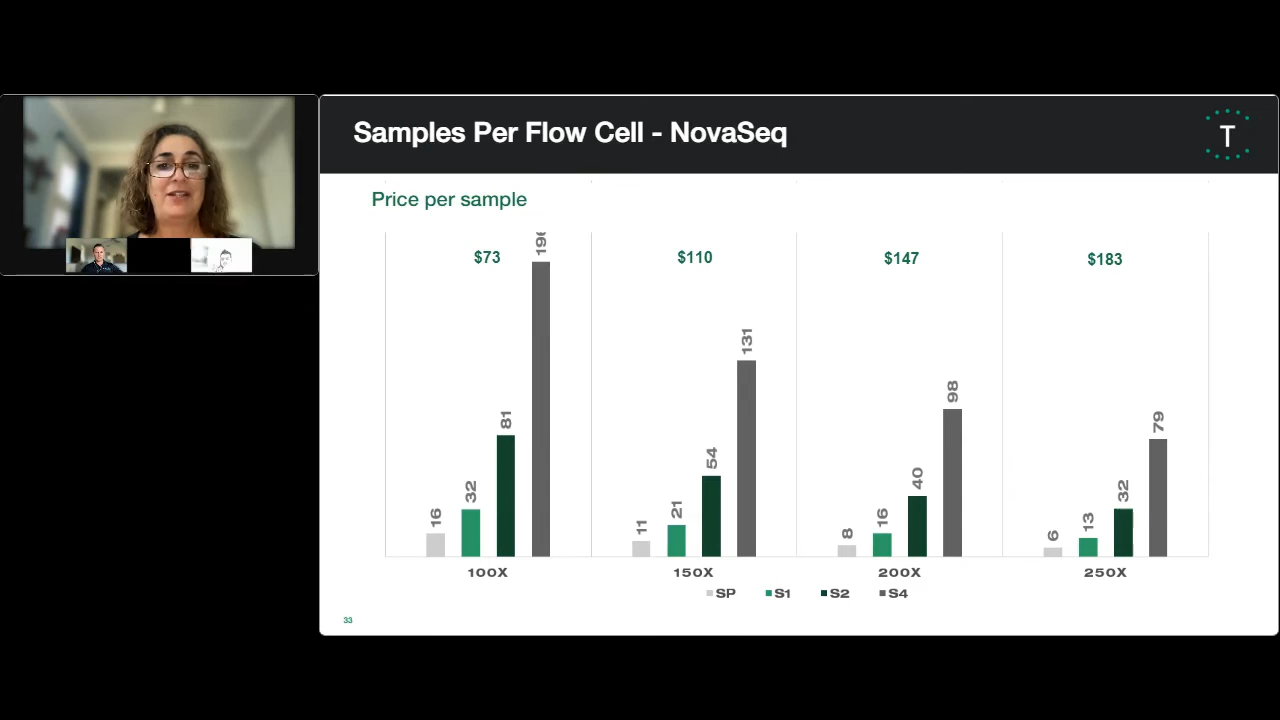 Samples Per Flow Cell - NovaSeq
T
Price per sample
$73
$110
$147
$183
16
32
81
11
21
54
131
8
16
40
98
6
13
32
79
100X
150X
200X
250X
SP
S1
S2
S4
33